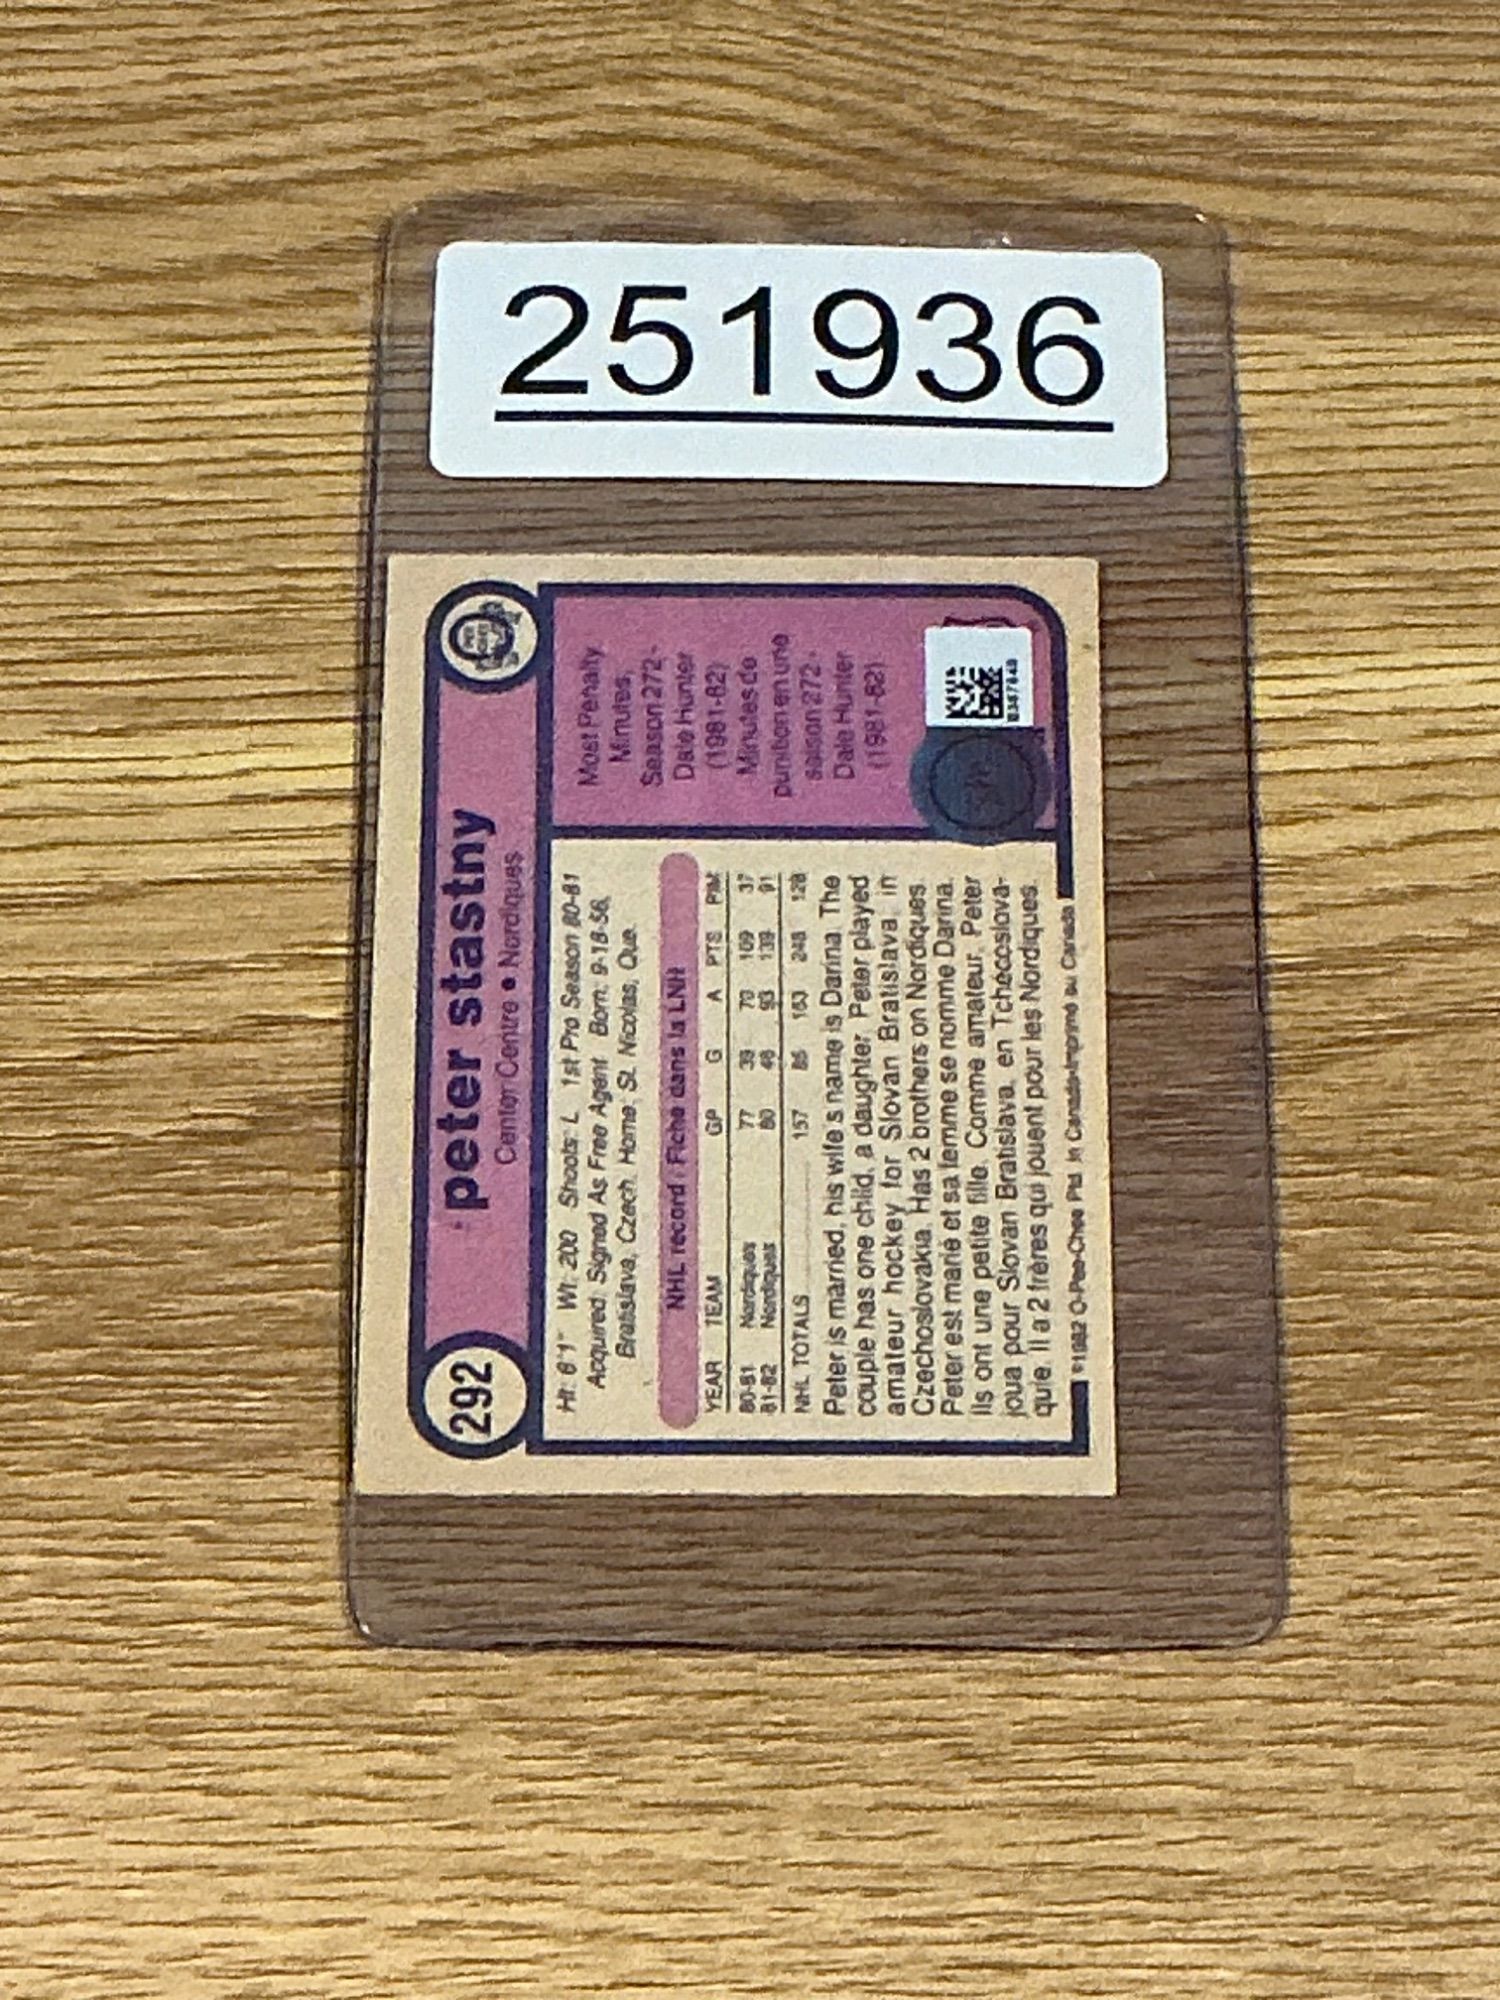 251936
292
peter stastny
Center/Centre • Nordiques
Ht: 6'1" Wt: 200 Shoots: L 1st Pro Season 80-81
Acquired: Signed As Free Agent Born: 9-18-56,
Bratislava, Czech. Home: St. Nicolas, Que.
NHL record / Fiche dans la LNH
YEAR TEAM GP G A PTS PIM
80-81 Nordiques 77 39 70 109 37
81-82 Nordiques 80 46 93 139 91
NHL TOTALS 157 85 163 248 128
Peter is married, his wife's name is Darina. The
couple has one child, a daughter. Peter played
amateur hockey for Slovan Bratislava, in
Czechoslovakia. Has 2 brothers on Nordiques.
Peter est marié et sa femme se nomme Darina.
Ils ont une petite fille. Comme amateur, Peter
joua pour Slovan Bratislava, en Tchécoslova-
quie. Il a 2 frères qui jouent pour les Nordiques.
©1982 O-Pee-Chee Ptd. in Canada-Imprimé au Canada
Most Penalty
Minutes,
Season 272 -
Dale Hunter
(1981-82)
Minutes de
punition en une
saison 272 -
Dale Hunter
(1981-82)